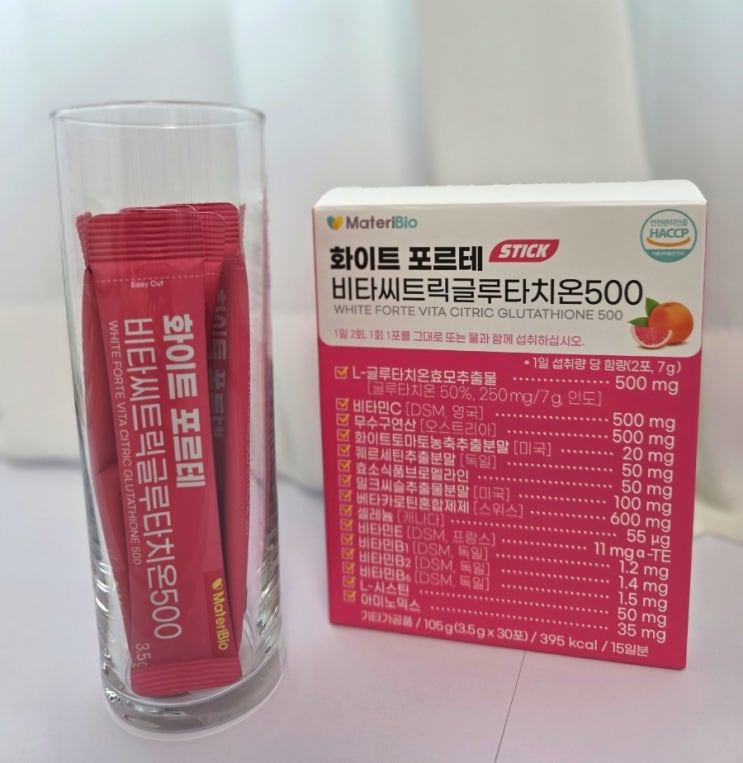 Easy Cut
화이트 포르테
비타씨트릭글루타치온500
WHITE FORTE VITA CITRIC GLUTATHIONE 500
MateriBio
3.5g
MateriBio
화이트 포르테 STICK
비타씨트릭글루타치온500
WHITE FORTE VITA CITRIC GLUTATHIONE 500
안전관리인증
HACCP
1일 2회, 1회 1포를 그대로 또는 물과 함께 섭취하십시오.
* 1일 섭취량 당 함량(2포, 7g)
L-글루타치온효모추출물 500 mg
[글루타치온 50%, 250mg/7g, 인도]
비타민C [DSM, 영국] 500 mg
무수구연산 [오스트리아] 500 mg
화이트토마토농축추출분말 [미국] 20 mg
퀘르세틴추출분말 [독일] 50 mg
효소식품브로멜라인 50 mg
밀크씨슬추출물분말 [미국] 100 mg
베타카로틴혼합제제 [스위스] 600 mg
셀레늄 [캐나다] 55 µg
비타민E [DSM, 프랑스] 11 mg α-TE
비타민B1 [DSM, 독일] 1.2 mg
비타민B2 [DSM, 독일] 1.4 mg
비타민B6 [DSM, 독일] 1.5 mg
L-시스틴 50 mg
아미노믹스 35 mg
기타가공품 / 105g(3.5g x 30포) / 395 kcal / 15일분